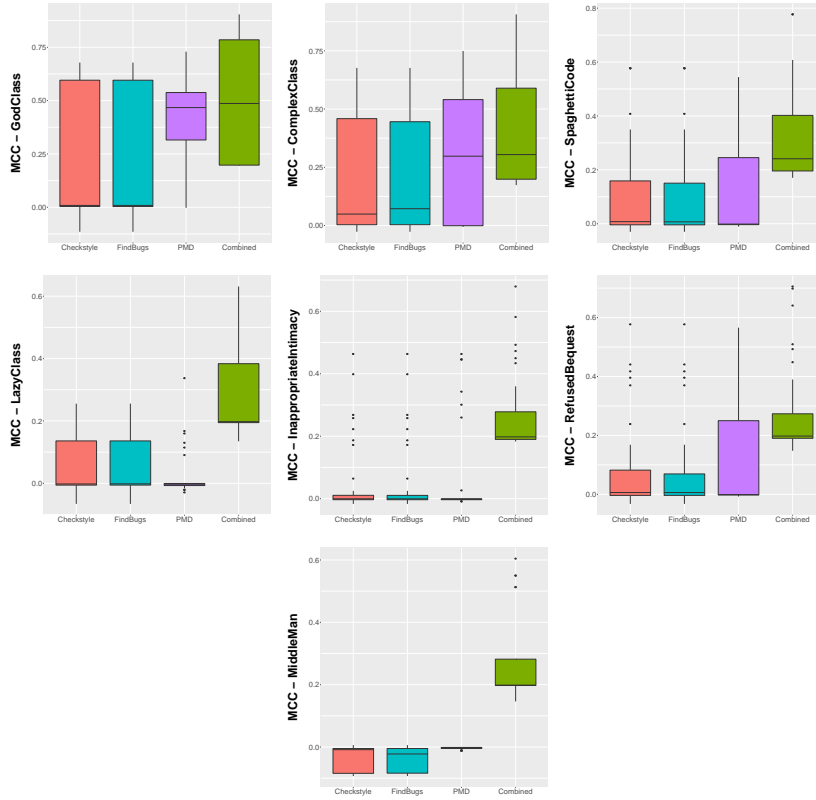 MCC − GodClass
0.75
0.50
0.25
0.00
Checkstyle FindBugs PMD Combined
MCC − ComplexClass
0.75
0.50
0.25
0.00
Checkstyle FindBugs PMD Combined
MCC − SpaghettiCode
0.8
0.6
0.4
0.2
0.0
Checkstyle FindBugs PMD Combined
MCC − LazyClass
0.6
0.4
0.2
0.0
Checkstyle FindBugs PMD Combined
MCC − InappropriateIntimacy
0.6
0.4
0.2
0.0
Checkstyle FindBugs PMD Combined
MCC − RefusedBequest
0.6
0.4
0.2
0.0
Checkstyle FindBugs PMD Combined
MCC − MiddleMan
0.6
0.4
0.2
0.0
Checkstyle FindBugs PMD Combined